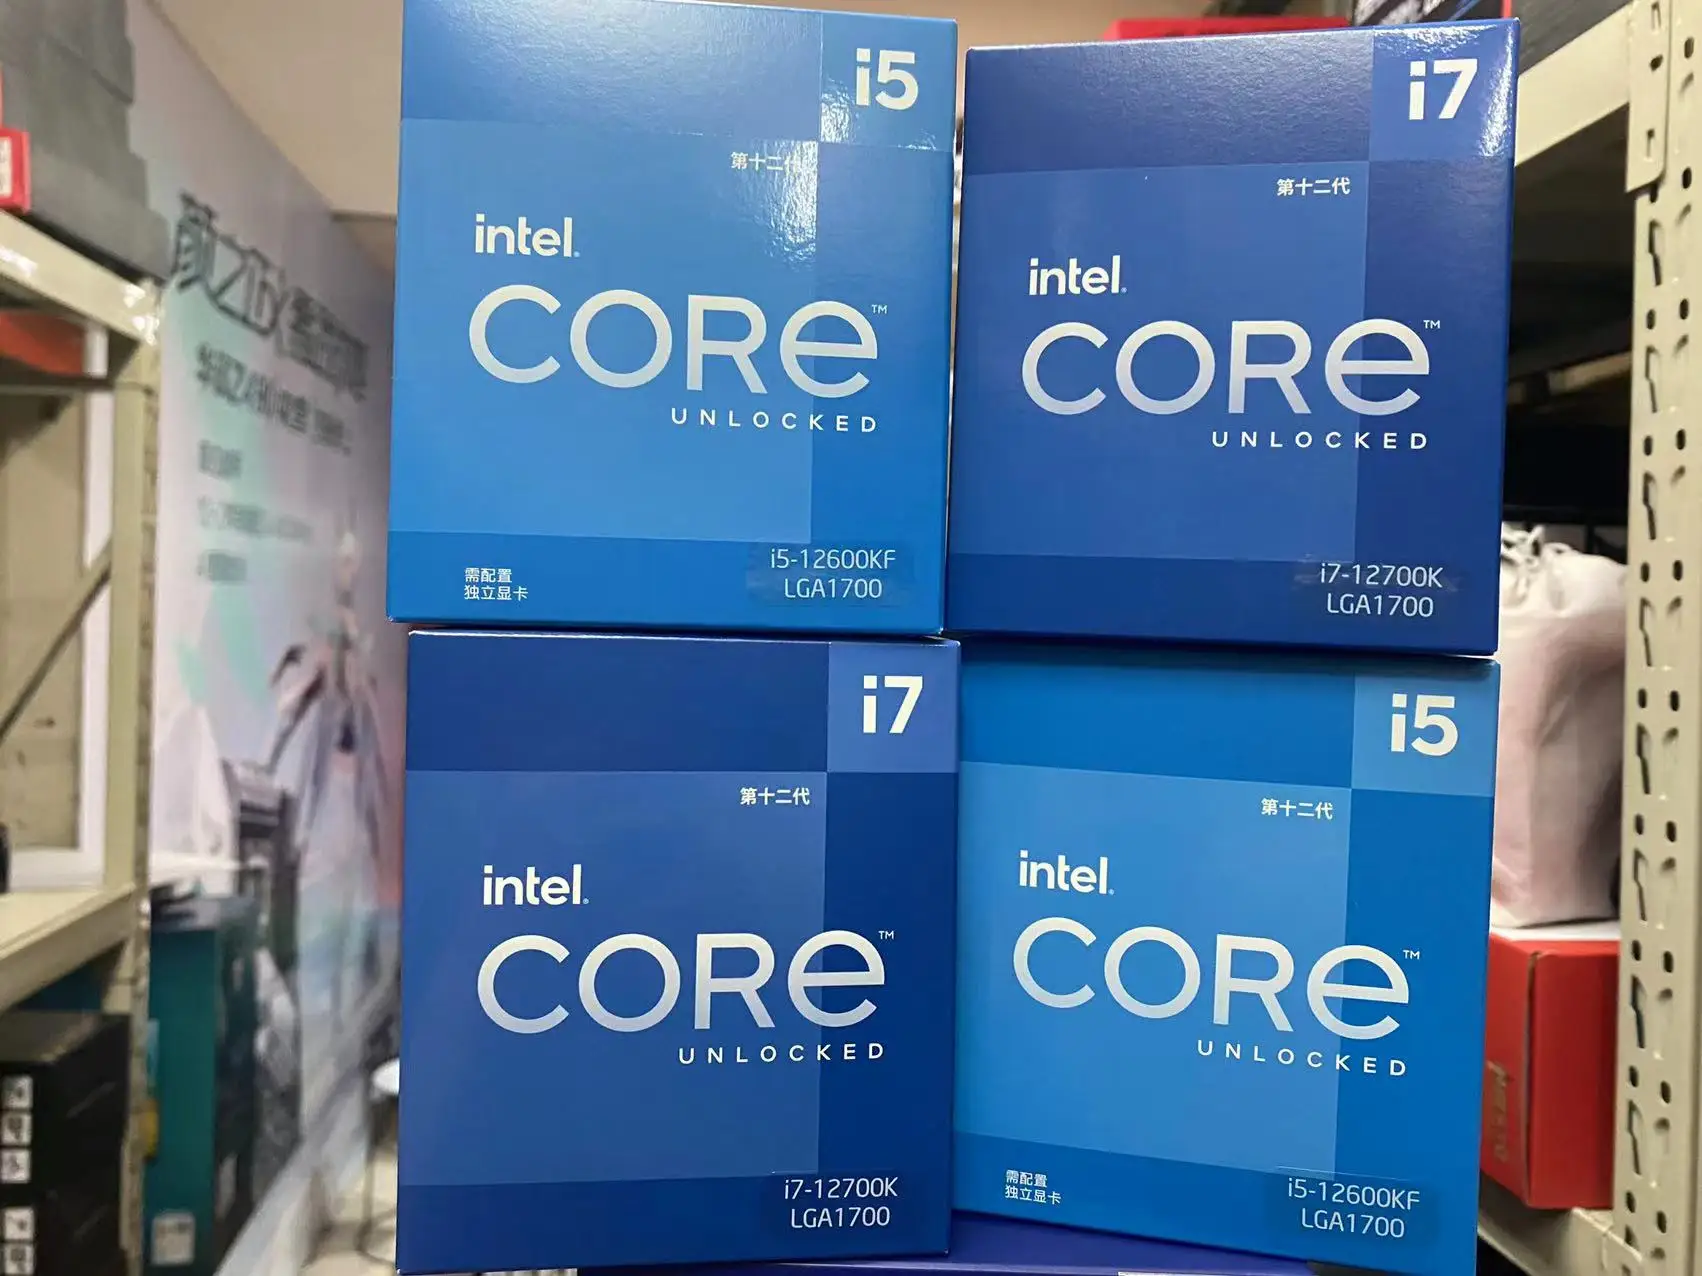 i5
第十二代
intel.
CORE™
UNLOCKED
需配置
独立显卡
i5-12600KF
LGA1700
i7
第十二代
intel.
CORE™
UNLOCKED
i7-12700K
LGA1700
i7
第十二代
intel.
CORE™
UNLOCKED
i7-12700K
LGA1700
i5
第十二代
intel.
CORE™
UNLOCKED
需配置
独立显卡
i5-12600KF
LGA1700